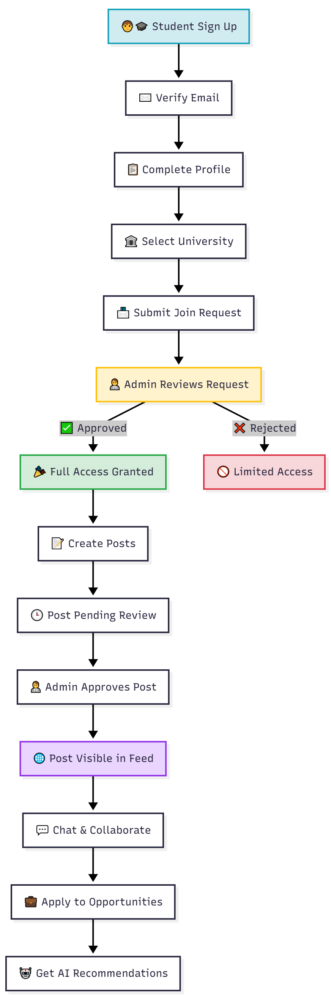 Student Sign Up
Verify Email
Complete Profile
Select University
Submit Join Request
Admin Reviews Request
Approved
Rejected
Full Access Granted
Limited Access
Create Posts
Post Pending Review
Admin Approves Post
Post Visible in Feed
Chat & Collaborate
Apply to Opportunities
Get AI Recommendations